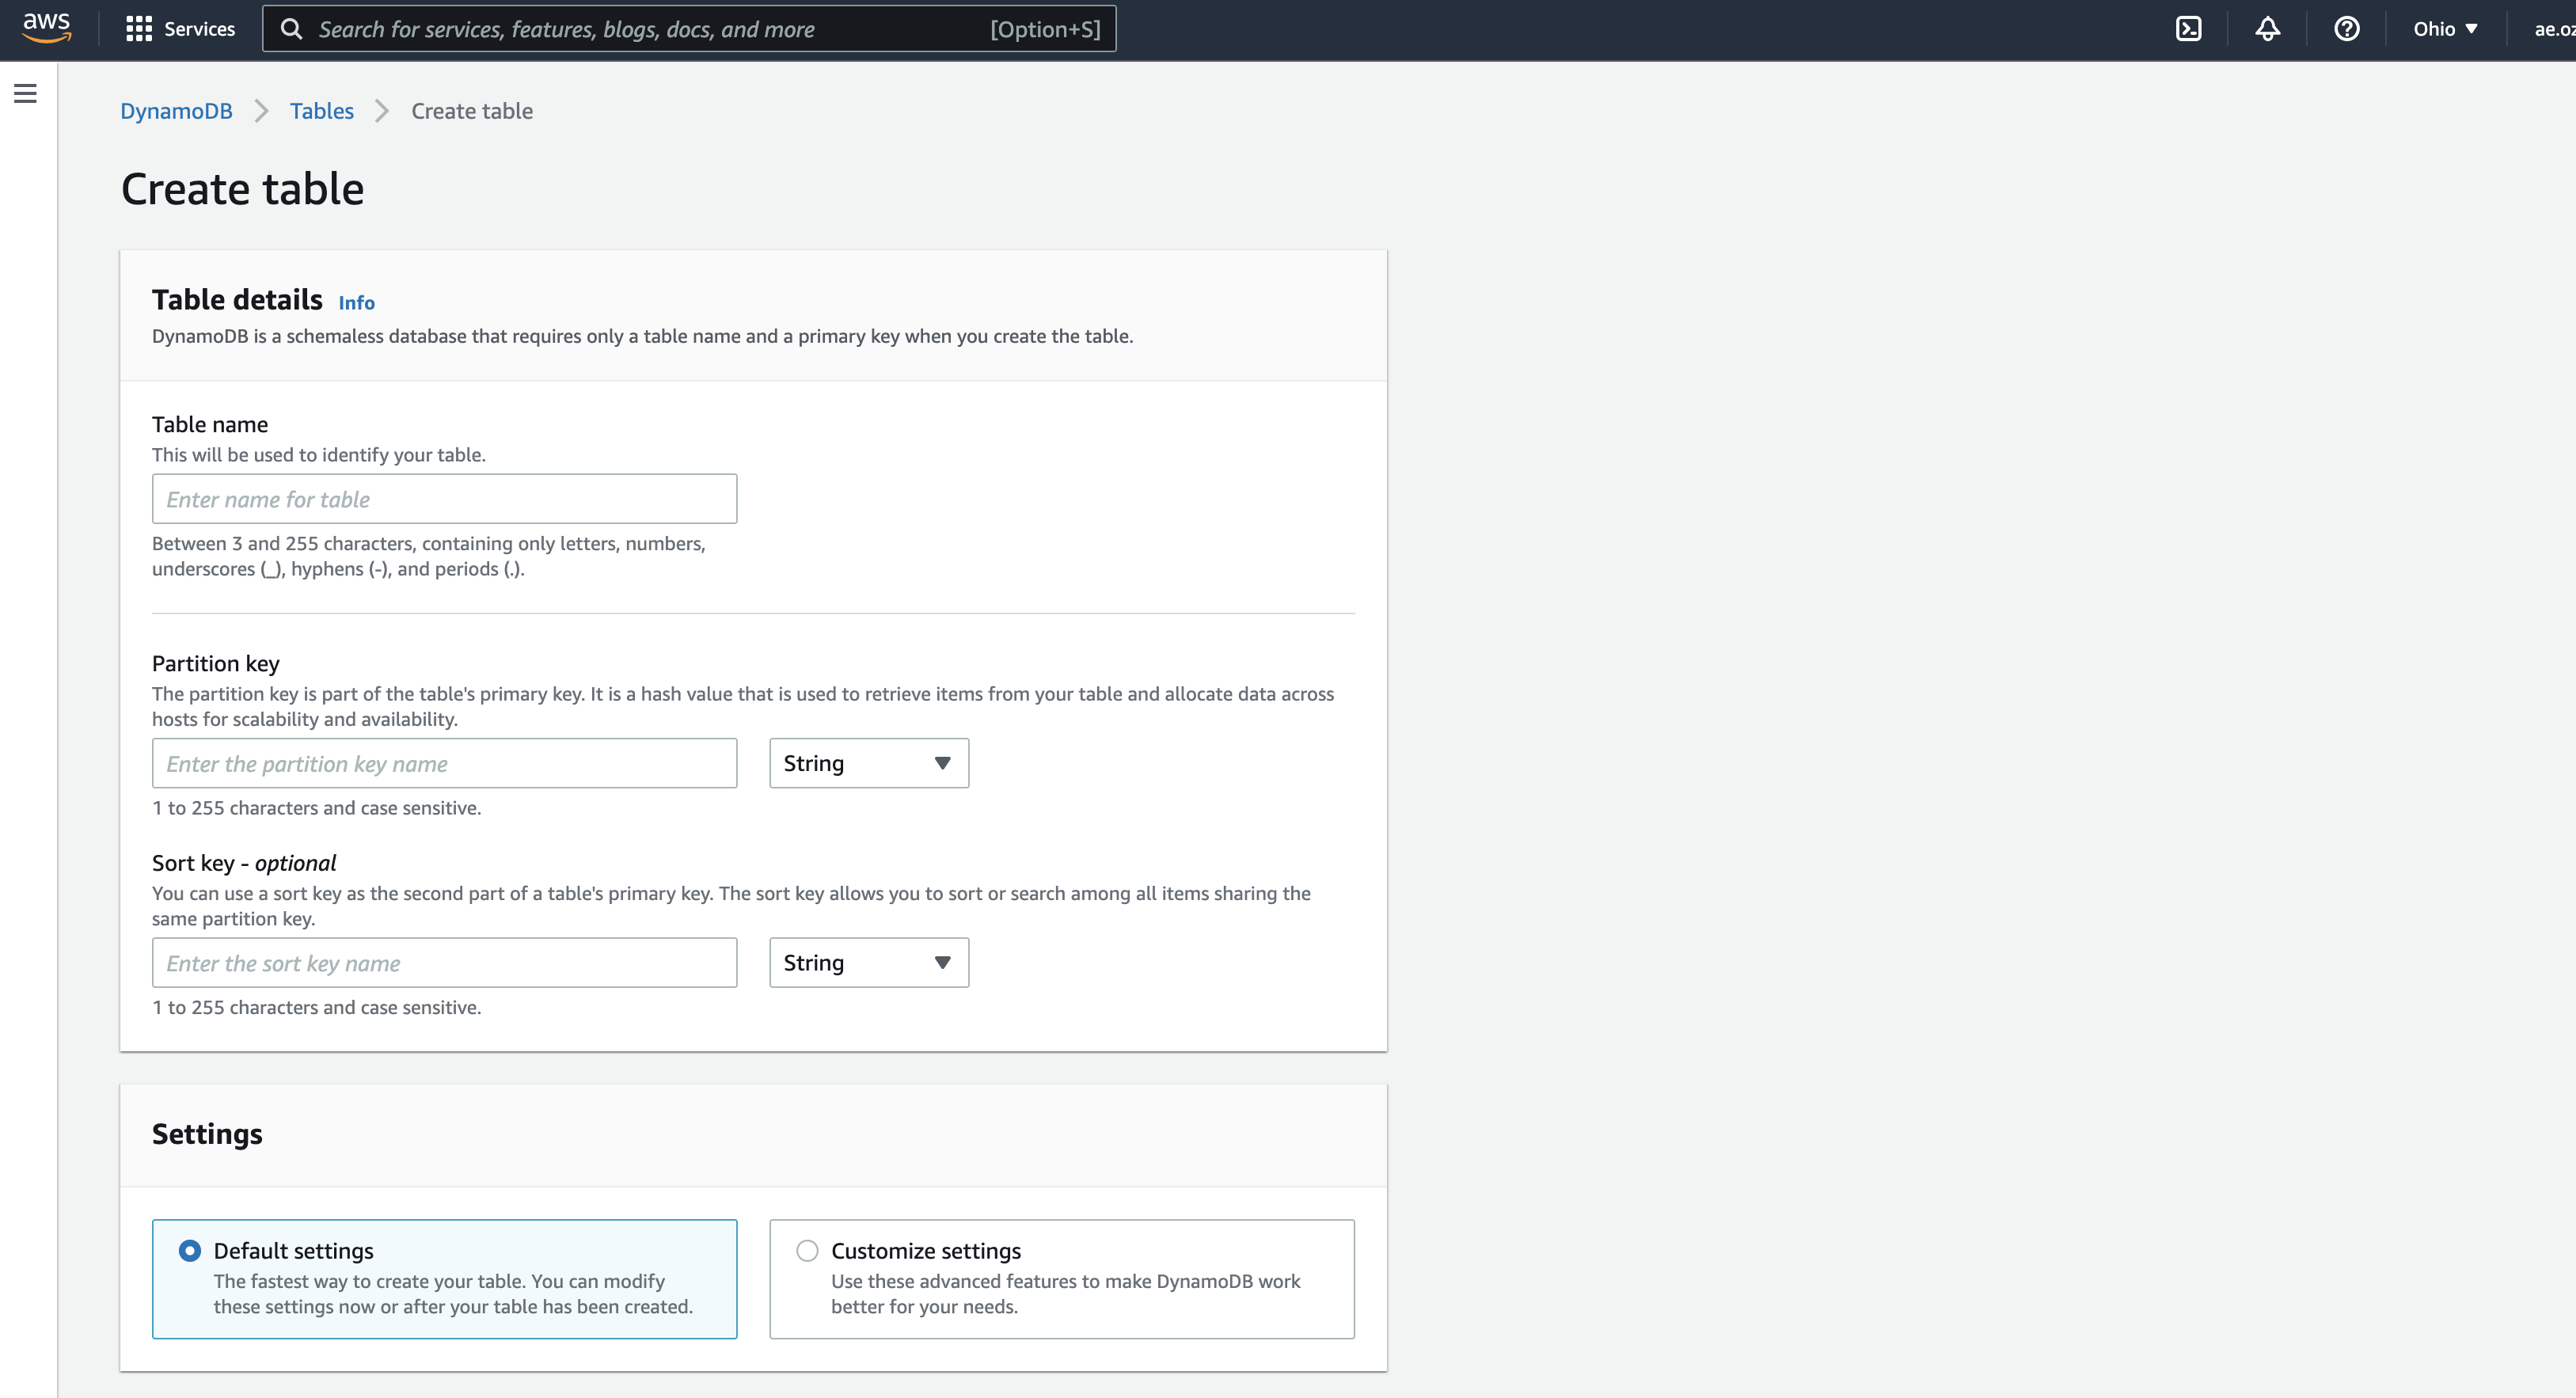 aws Services Search for services, features, blogs, docs, and more [Option+S] Ohio ae.oz
DynamoDB Tables Create table
Create table
Table details Info
DynamoDB is a schemaless database that requires only a table name and a primary key when you create the table.
Table name
This will be used to identify your table.
Enter name for table
Between 3 and 255 characters, containing only letters, numbers,
underscores (_), hyphens (-), and periods (.).
Partition key
The partition key is part of the table's primary key. It is a hash value that is used to retrieve items from your table and allocate data across
hosts for scalability and availability.
Enter the partition key name String
1 to 255 characters and case sensitive.
Sort key - optional
You can use a sort key as the second part of a table's primary key. The sort key allows you to sort or search among all items sharing the
same partition key.
Enter the sort key name String
1 to 255 characters and case sensitive.
Settings
Default settings
The fastest way to create your table. You can modify
these settings now or after your table has been created.
Customize settings
Use these advanced features to make DynamoDB work
better for your needs.